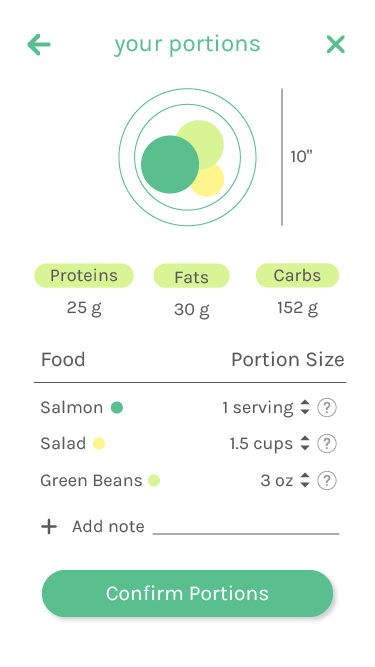 your portions
10"
Proteins Fats Carbs
25 g 30 g 152 g
Food Portion Size
Salmon 1 serving ?
Salad 1.5 cups ?
Green Beans 3 oz ?
+ Add note
Confirm Portions